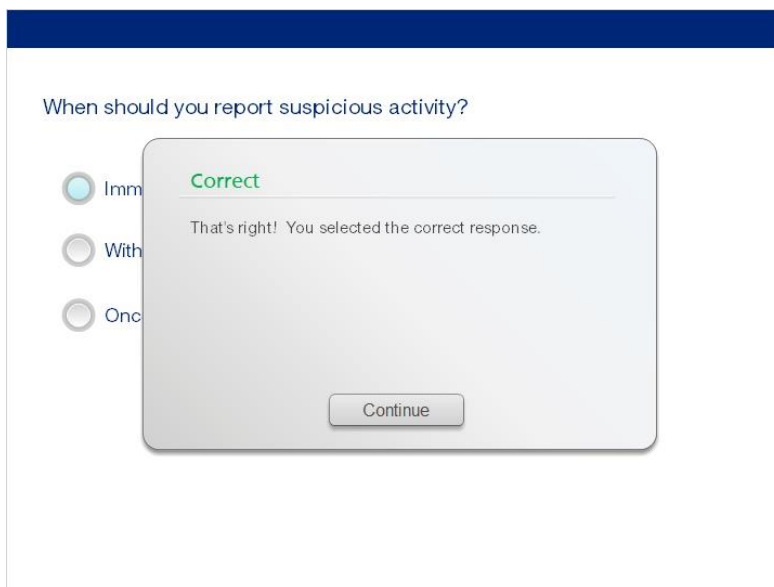 When should you report suspicious activity?
Correct
Imm
That's right! You selected the correct response.
With
Onc
Continue